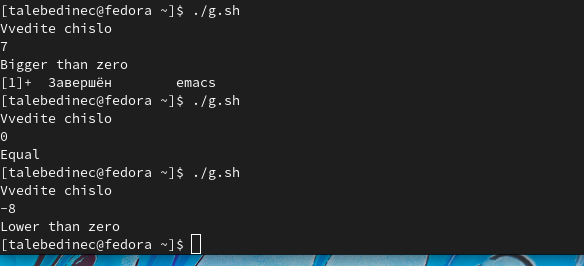 [talebedinec@fedora ~]$ ./g.sh
Vvedite chislo
7
Bigger than zero
[1]+  Завершён        emacs
[talebedinec@fedora ~]$ ./g.sh
Vvedite chislo
0
Equal
[talebedinec@fedora ~]$ ./g.sh
Vvedite chislo
-8
Lower than zero
[talebedinec@fedora ~]$